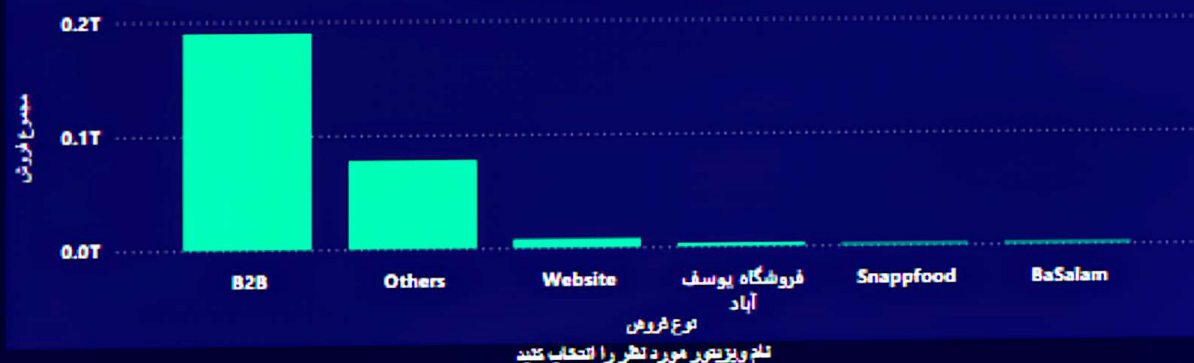 0.2T
0.1T
0.0T
مجموع فروش
B2B
Others
Website
فروشگاه یوسف
آباد
Snappfood
BaSalam
نوع فروش
نام ویزیتور مورد نظر را انتخاب کنید